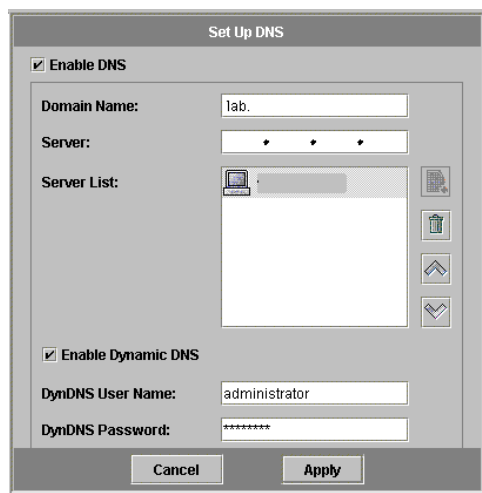 Set Up DNS
Enable DNS
Domain Name: lab.
Server: . . .
Server List:
Enable Dynamic DNS
DynDNS User Name: administrator
DynDNS Password: ********
Cancel Apply